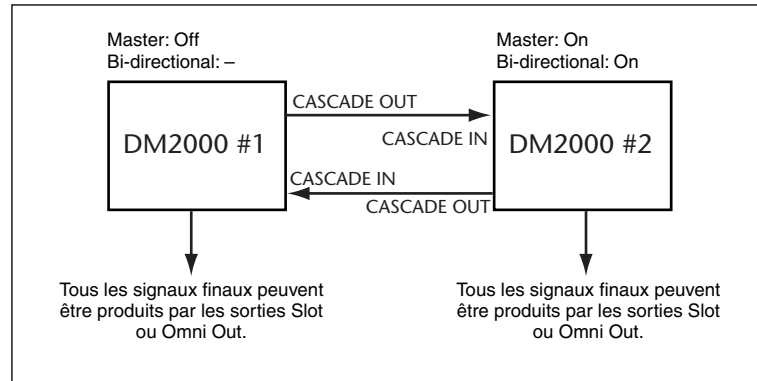 Master: Off
Bi-directional: –
Master: On
Bi-directional: On
DM2000 #1
CASCADE OUT
CASCADE IN
DM2000 #2
CASCADE IN
CASCADE OUT
Tous les signaux finaux peuvent
être produits par les sorties Slot
ou Omni Out.
Tous les signaux finaux peuvent
être produits par les sorties Slot
ou Omni Out.